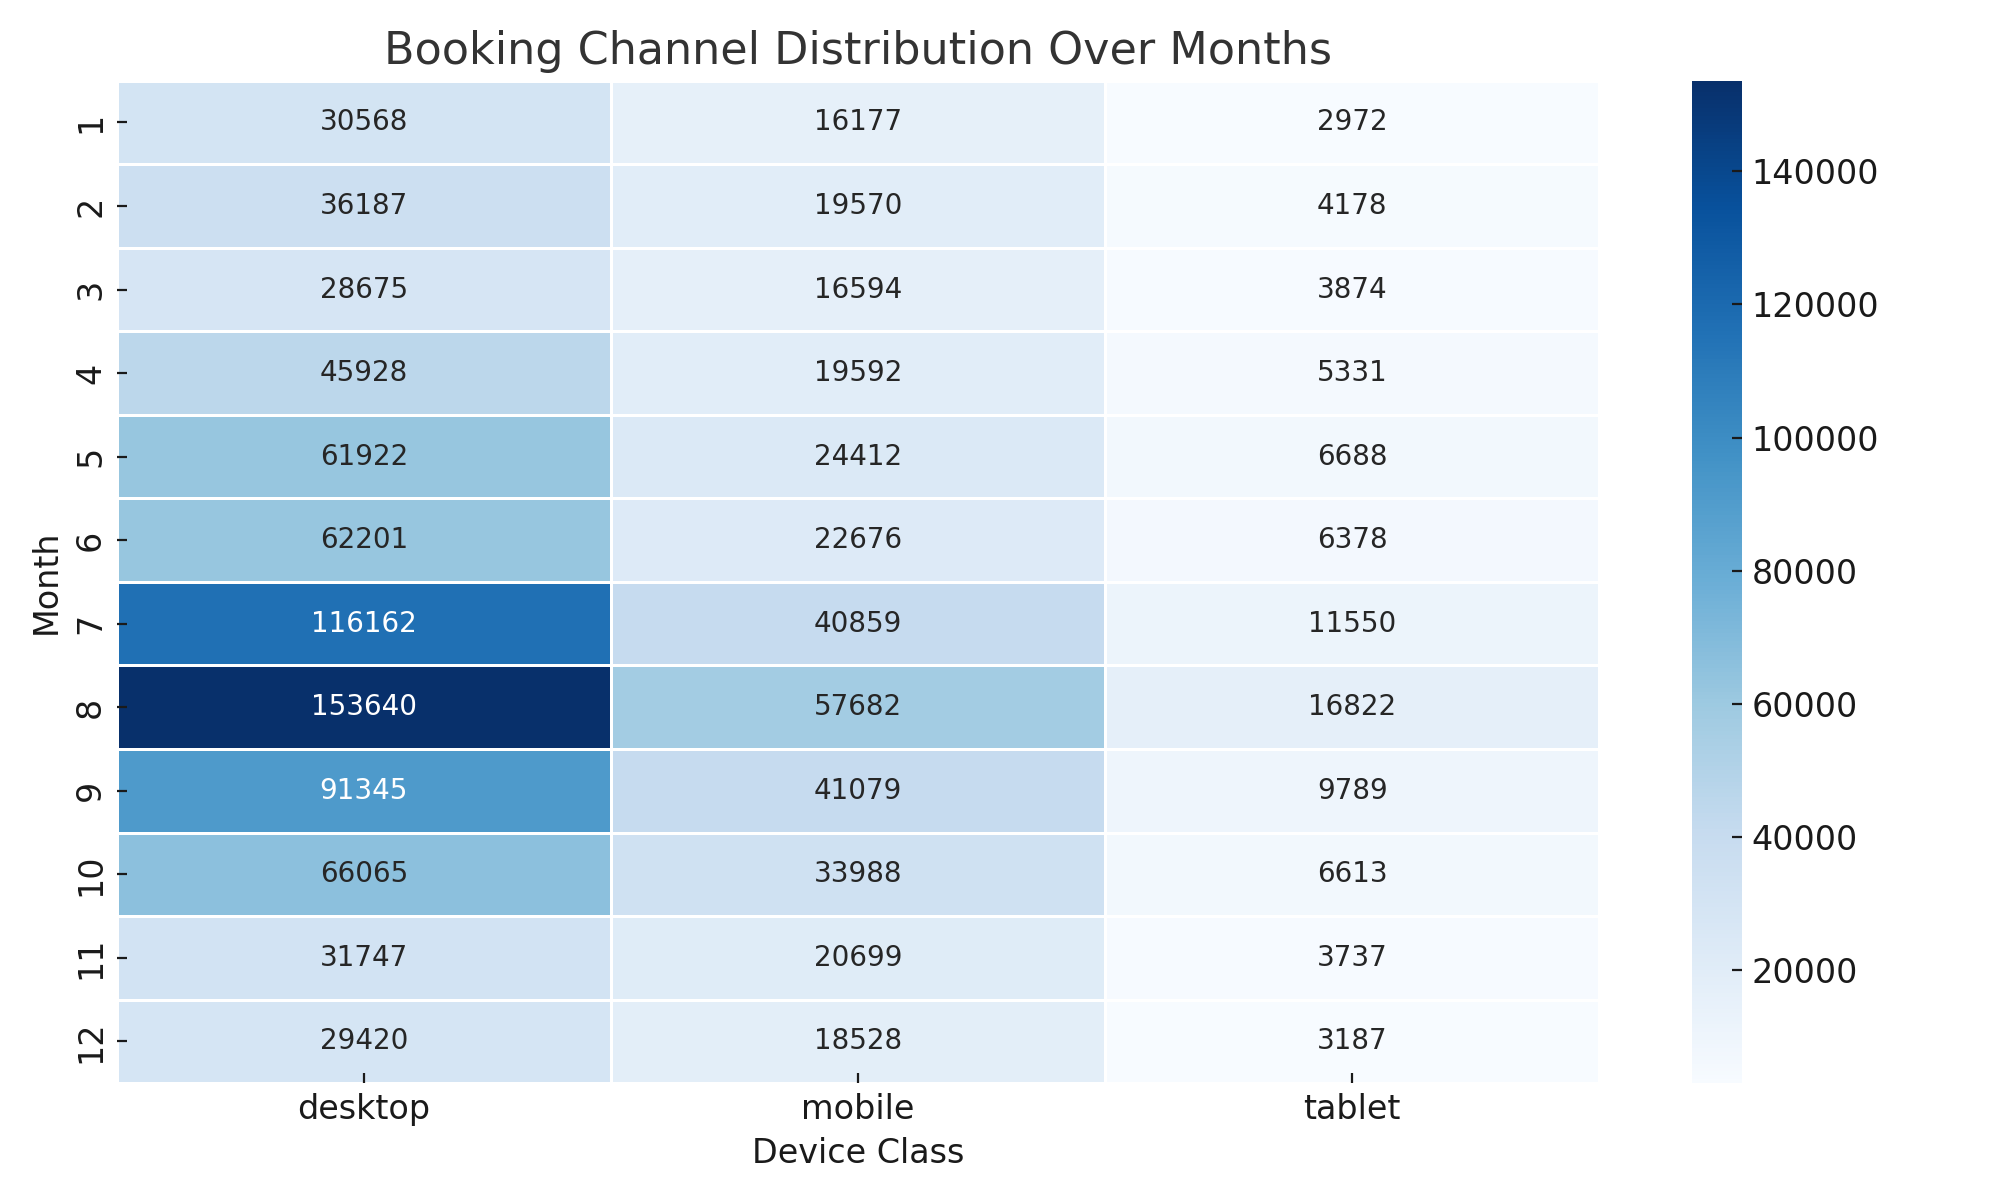 Booking Channel Distribution Over Months
Month
1 30568 16177 2972
2 36187 19570 4178
3 28675 16594 3874
4 45928 19592 5331
5 61922 24412 6688
6 62201 22676 6378
7 116162 40859 11550
8 153640 57682 16822
9 91345 41079 9789
10 66065 33988 6613
11 31747 20699 3737
12 29420 18528 3187
desktop mobile tablet
Device Class
140000
120000
100000
80000
60000
40000
20000